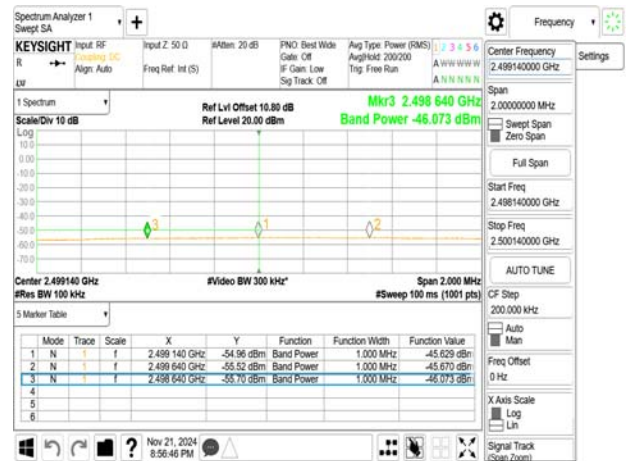 Spectrum Analyzer 1
Swept SA
Frequency
KEYSIGHT
Input: RF
Coupling: DC
Align: Auto
Input Z: 50 Ω
Freq Ref: Int (S)
#Atten: 20 dB
PNO: Best Wide
Gate: Off
IF Gain: Low
Sig Track: Off
Avg Type: Power (RMS)
Avg|Hold: 200/200
Trig: Free Run
1 2 3 4 5 6
A WW WW W
A N N N N N
R
LXI
Center Frequency
2.499140000 GHz
Settings
Span
2.00000000 MHz
Swept Span
Zero Span
Full Span
Start Freq
2.498140000 GHz
Stop Freq
2.500140000 GHz
AUTO TUNE
CF Step
200.000 kHz
Auto
Man
Freq Offset
0 Hz
X Axis Scale
Log
Lin
Signal Track
(Span Zoom)
1 Spectrum
Scale/Div 10 dB
Ref Lvl Offset 10.80 dB
Ref Level 20.00 dBm
Mkr3 2.498 640 GHz
Band Power -46.073 dBm
Log
10.0
0.00
-10.0
-20.0
-30.0
-40.0
-50.0
-60.0
-70.0
3
1
2
Center 2.499140 GHz
#Video BW 300 kHz*
Span 2.000 MHz
#Res BW 100 kHz
#Sweep 100 ms (1001 pts)
5 Marker Table
Mode Trace Scale X Y Function Function Width Function Value
1 N 1 f 2.499 140 GHz -54.96 dBm Band Power 1.000 MHz -45.629 dBm
2 N 1 f 2.499 640 GHz -55.52 dBm Band Power 1.000 MHz -45.670 dBm
3 N 1 f 2.498 640 GHz -55.70 dBm Band Power 1.000 MHz -46.073 dBm
4
5
6
?
Nov 21, 2024
8:56:46 PM